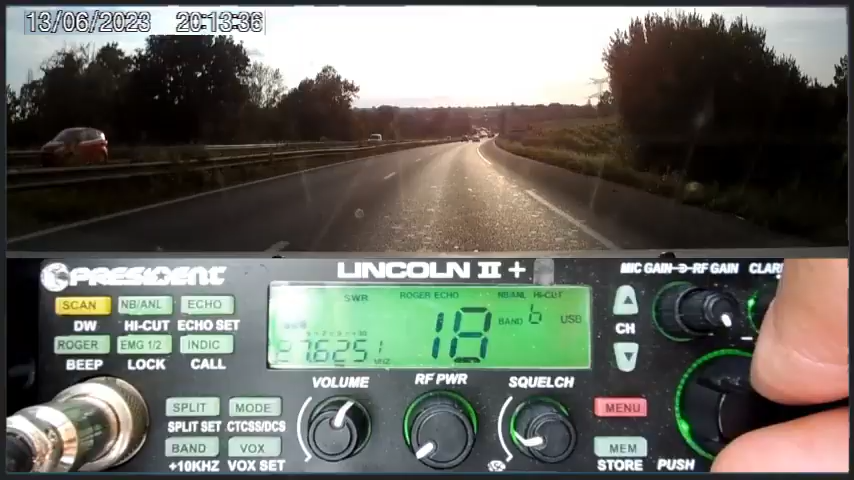 13/06/2023 20:13:36
PRESIDENT LINCOLN II + MIC GAIN RF GAIN CLAR
SCAN NB/ANL ECHO
DW HI-CUT ECHO SET
ROGER EMG 1/2 INDIC
BEEP LOCK CALL
SWR ROGER ECHO NB/ANL HI-CUT
18 BAND 6 USB
27.6251 MHZ
CH
VOLUME RF PWR SQUELCH
SPLIT MODE
SPLIT SET CTCSS/DCS
BAND VOX
+10KHZ VOX SET
MENU
MEM
STORE PUSH